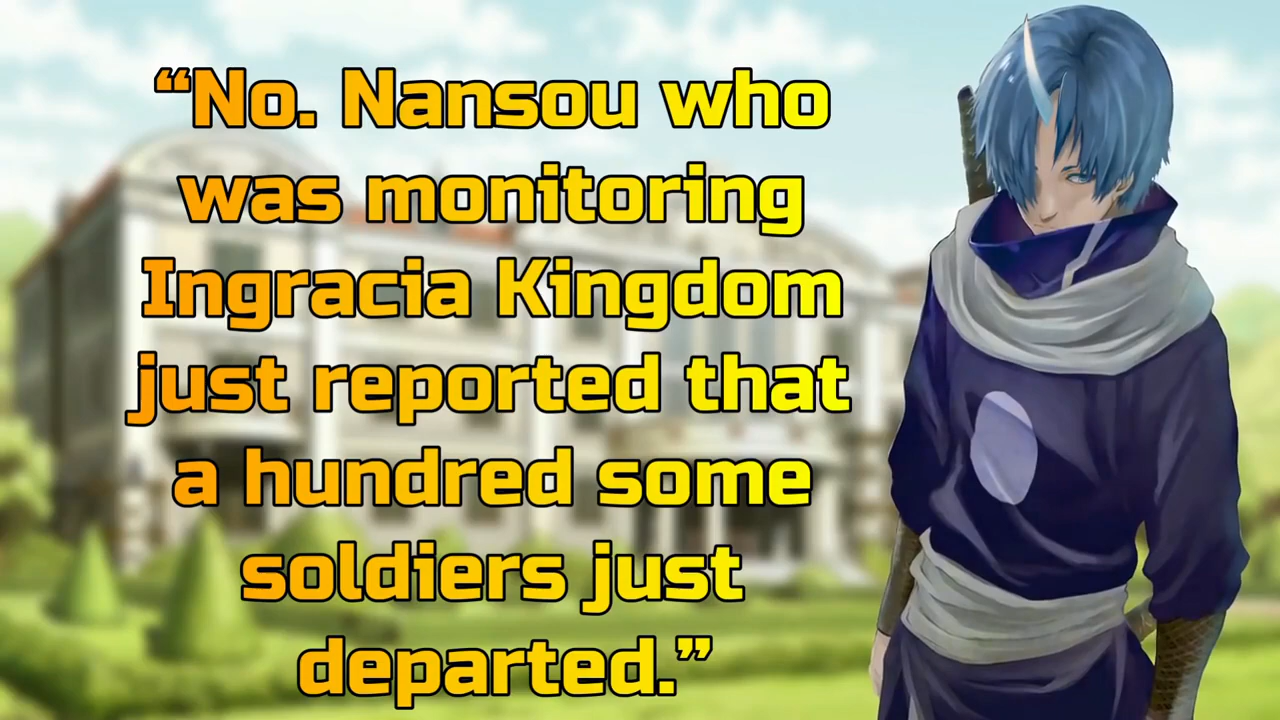 “No. Nansou who
was monitoring
Ingracia Kingdom
just reported that
a hundred some
soldiers just
departed.”